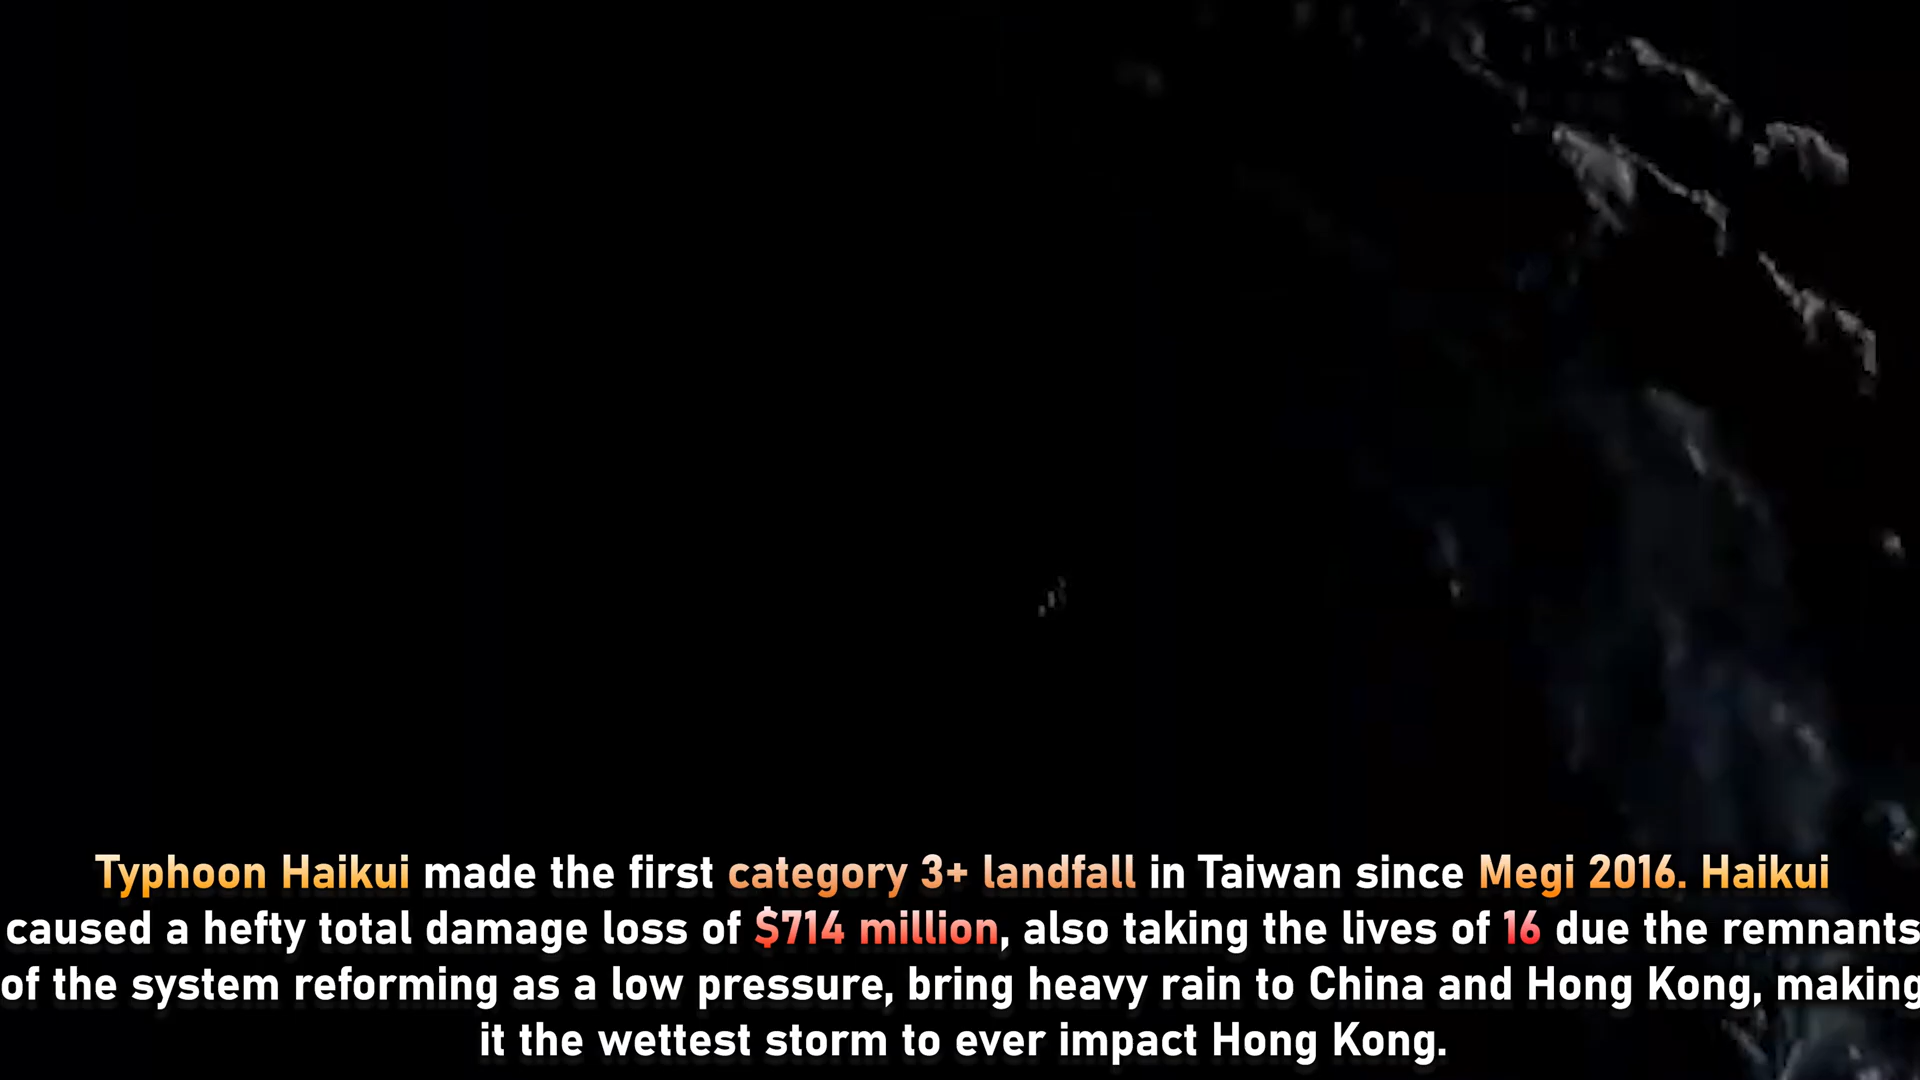 Typhoon Haikui made the first category 3+ landfall in Taiwan since Megi 2016. Haikui
caused a hefty total damage loss of $714 million, also taking the lives of 16 due the remnants
of the system reforming as a low pressure, bring heavy rain to China and Hong Kong, making
it the wettest storm to ever impact Hong Kong.